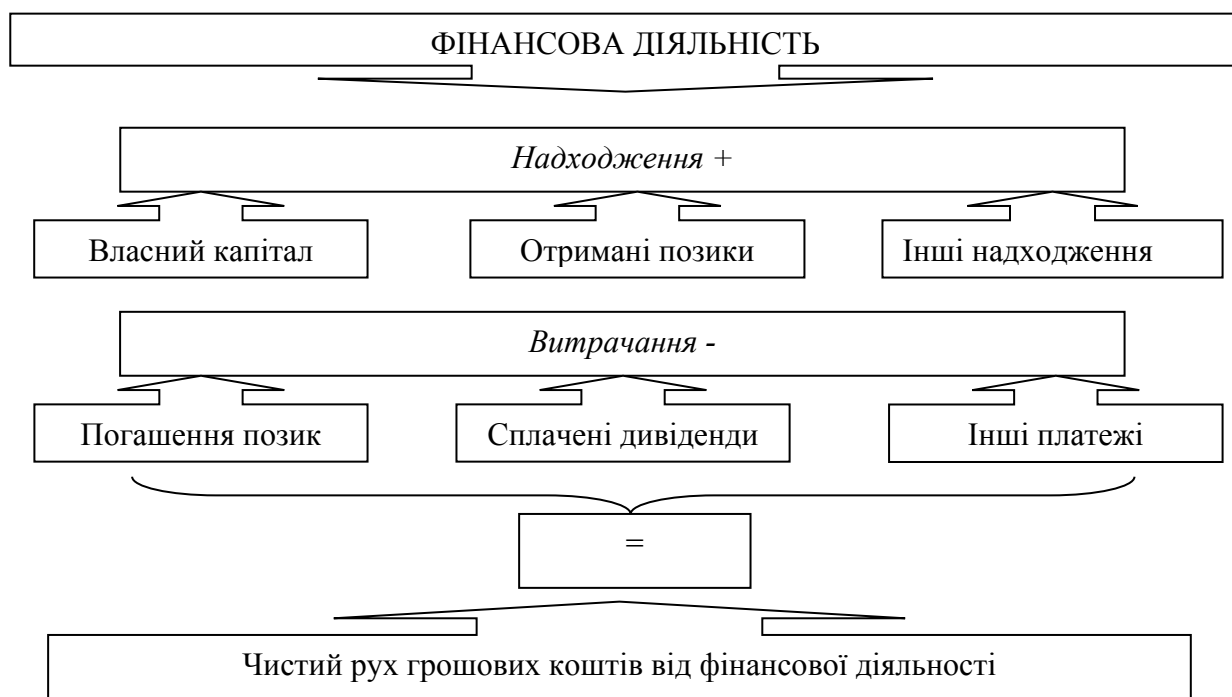 ФІНАНСОВА ДІЯЛЬНІСТЬ
Надходження +
Власний капітал
Отримані позики
Інші надходження
Витрачання -
Погашення позик
Сплачені дивіденди
Інші платежі
=
Чистий рух грошових коштів від фінансової діяльності